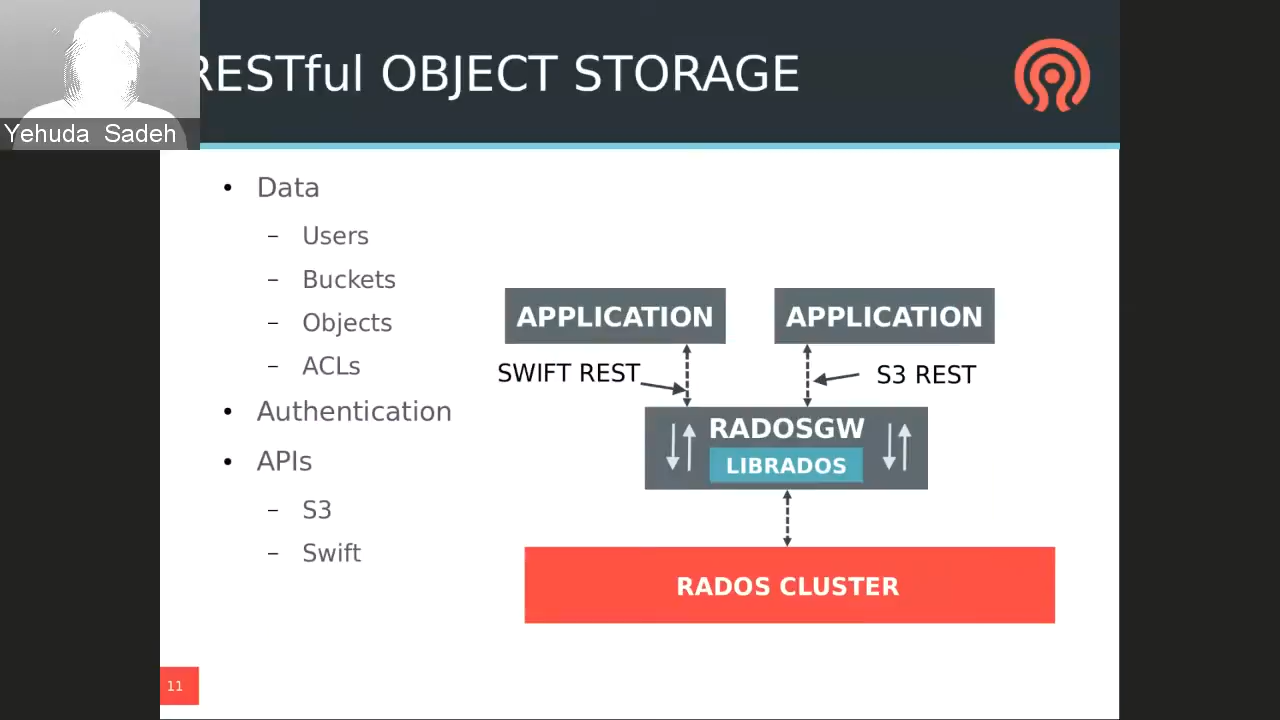 RESTful OBJECT STORAGE
Yehuda Sadeh
• Data
– Users
– Buckets
– Objects
– ACLs
• Authentication
• APIs
– S3
– Swift
APPLICATION
APPLICATION
SWIFT REST
S3 REST
RADOSGW
LIBRADOS
RADOS CLUSTER
11